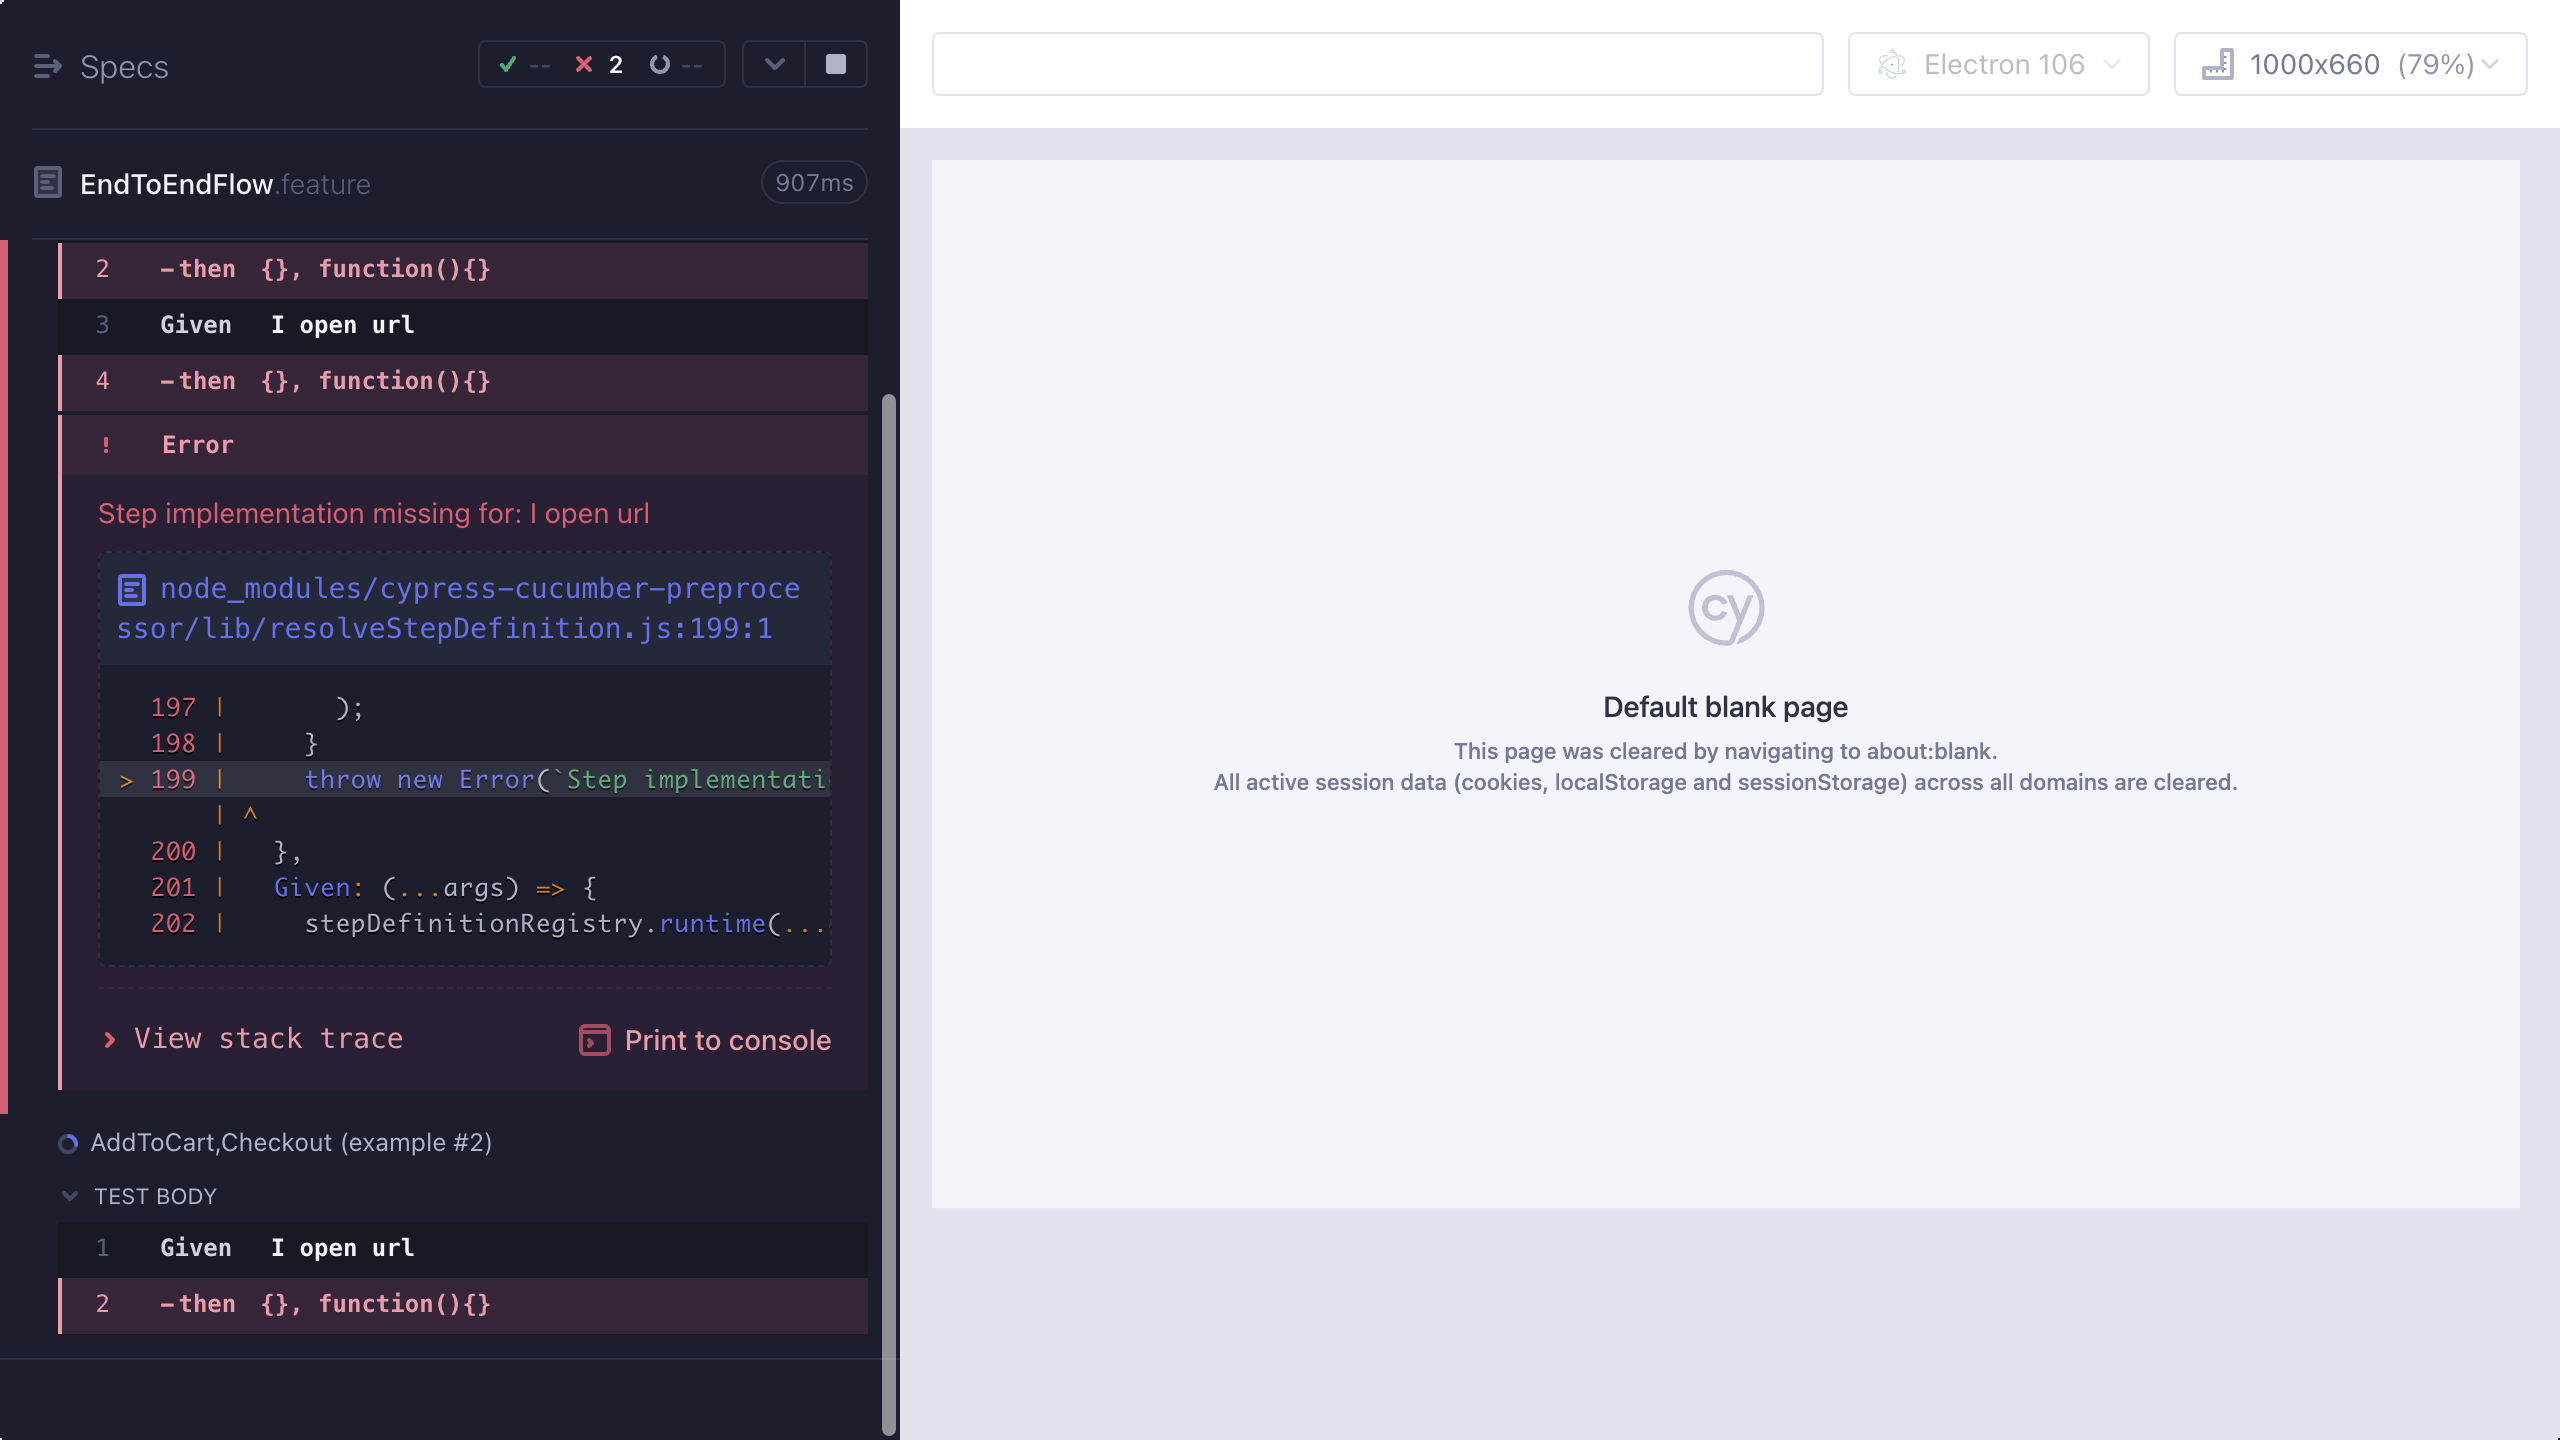 Specs
-- 2 --
EndToEndFlow.feature
907ms
2 -then {}, function(){}
3 Given I open url
4 -then {}, function(){}
! Error
Step implementation missing for: I open url
node_modules/cypress-cucumber-preproce
ssor/lib/resolveStepDefinition.js:199:1
197 | );
198 | }
> 199 | throw new Error(`Step implementati
| ^
200 | },
201 | Given: (...args) => {
202 | stepDefinitionRegistry.runtime(...
View stack trace
Print to console
AddToCart,Checkout (example #2)
TEST BODY
1 Given I open url
2 -then {}, function(){}
Electron 106
1000x660 (79%)
cy
Default blank page
This page was cleared by navigating to about:blank.
All active session data (cookies, localStorage and sessionStorage) across all domains are cleared.